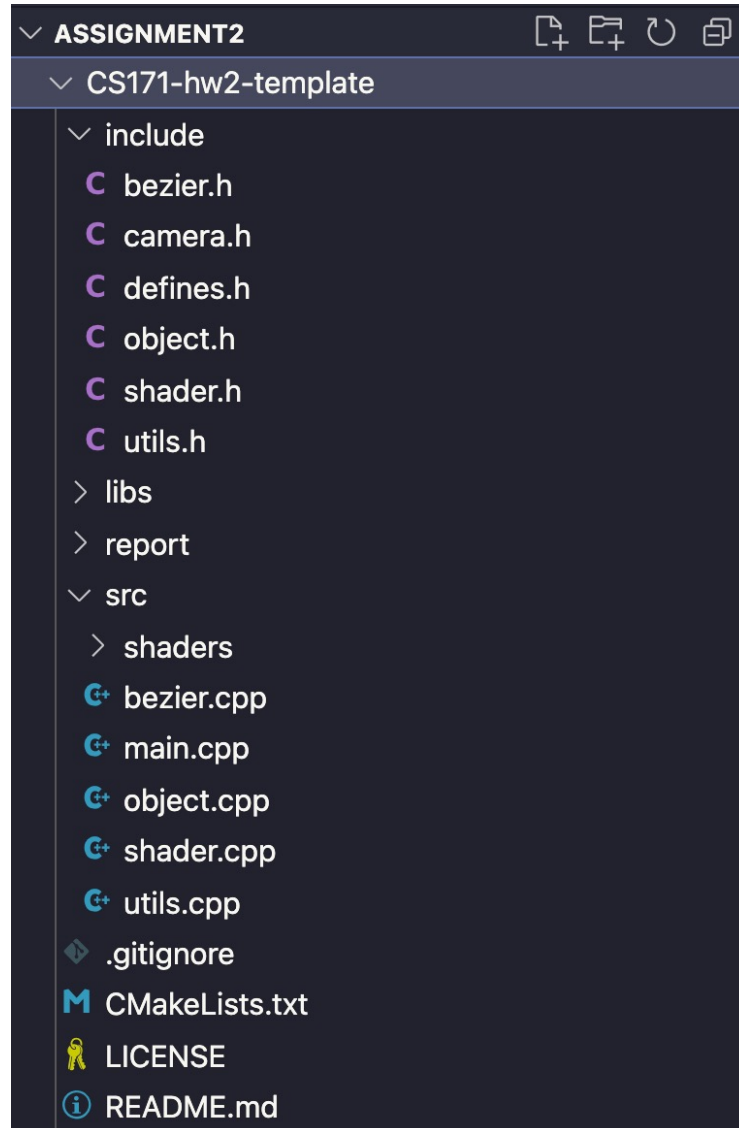 ASSIGNMENT2
CS171-hw2-template
include
C bezier.h
C camera.h
C defines.h
C object.h
C shader.h
C utils.h
libs
report
src
shaders
C++ bezier.cpp
C++ main.cpp
C++ object.cpp
C++ shader.cpp
C++ utils.cpp
.gitignore
M CMakeLists.txt
LICENSE
README.md